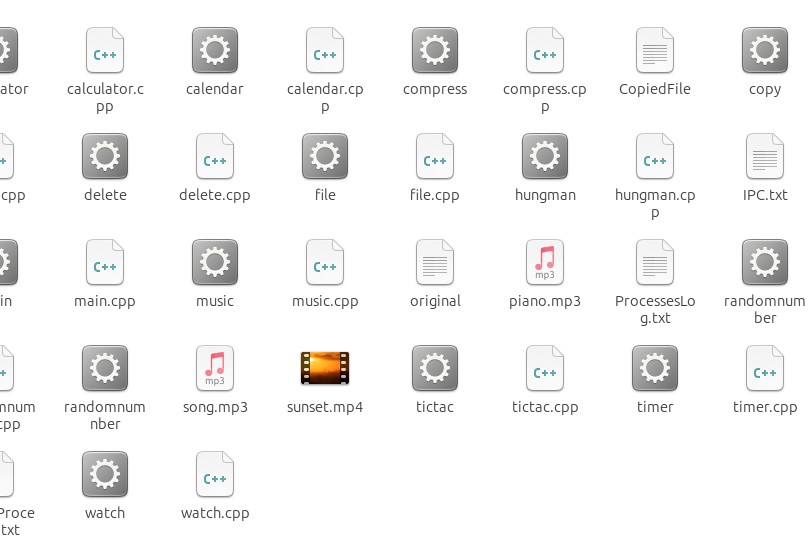 ator calculator.c calendar calendar.cp compress compress.cp CopiedFile copy
pp p p
cpp delete delete.cpp file file.cpp hungman hungman.cp IPC.txt
p
in main.cpp music music.cpp original piano.mp3 ProcessesLo randomnum
g.txt ber
mnum randomnum song.mp3 sunset.mp4 tictac tictac.cpp timer timer.cpp
cpp nber
Proce watch watch.cpp
txt